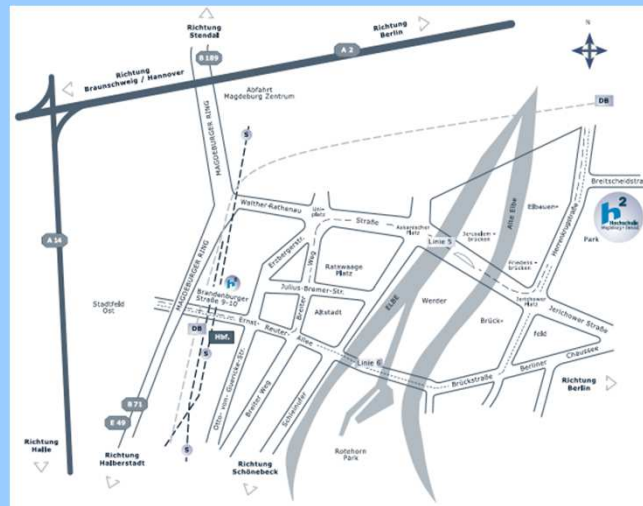 Richtung
Stendal
Richtung
Berlin
N
A 2
B 189
Richtung
Braunschweig / Hannover
Abfahrt
Magdeburg Zentrum
DB
MAGDEBURGER RING
S
Breitscheidstr.
Walther-Rathenau
Uni-
platz
Straße
Askanischer
Platz
Alte Elbe
Elbauen-
Herrenkrugstraße
h2
Hochschule
Park
A 14
Linie 5
Jerusalem-
brücken
Friedens-
brücken
Erzbergerstr.
Weg
Ratswaage
Platz
MAGDEBURGER RING
Brandenburger
Straße 9-10
Julius-Bremer-Str.
Breiter
Altstadt
ELBE
Werder
Jerichower
Platz
Jerichower Straße
Stadtfeld
Ost
Ernst-
Reuter-
Allee
Brück-
feld
DB
Hbf.
S
Linie 6
Brückstraße
Berliner
Chaussee
Otto-von-Guericke-Str.
Breiter Weg
Schleinufer
Richtung
Berlin
B 71
E 49
Richtung
Halle
Richtung
Halberstadt
S
Richtung
Schönebeck
Rotehorn
Park